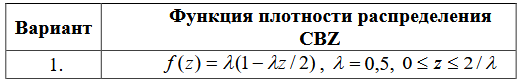 Вариант
Функция плотности распределения
СВZ
1.
f(z) = λ(1−λz/2), λ = 0,5, 0 ≤ z ≤ 2/λ